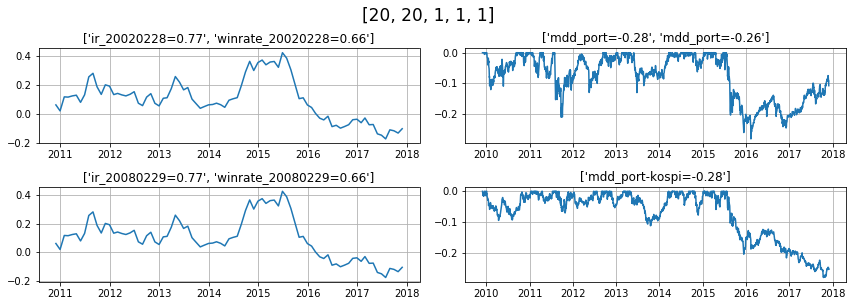 [20, 20, 1, 1, 1]
['ir_20020228=0.77', 'winrate_20020228=0.66']
0.4
0.2
0.0
−0.2
2011 2012 2013 2014 2015 2016 2017 2018
['mdd_port=-0.28', 'mdd_port=-0.26']
0.0
−0.1
−0.2
2010 2011 2012 2013 2014 2015 2016 2017 2018
['ir_20080229=0.77', 'winrate_20080229=0.66']
0.4
0.2
0.0
−0.2
2011 2012 2013 2014 2015 2016 2017 2018
['mdd_port-kospi=-0.28']
0.0
−0.1
−0.2
2010 2011 2012 2013 2014 2015 2016 2017 2018